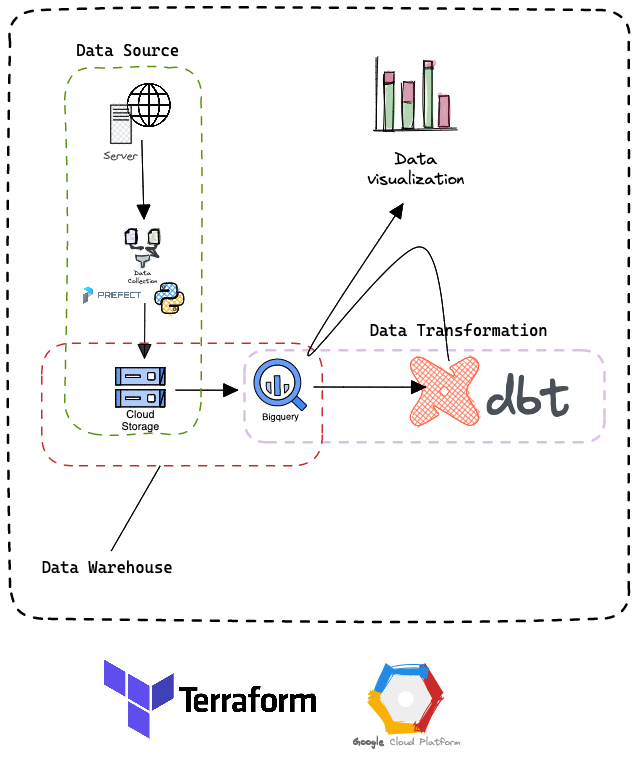 Data Source
Server
Data
Collection
PREFECT
Data
visualization
Data Transformation
Cloud
Storage
Bigquery
dbt
Data Warehouse
Terraform
Google Cloud Platform